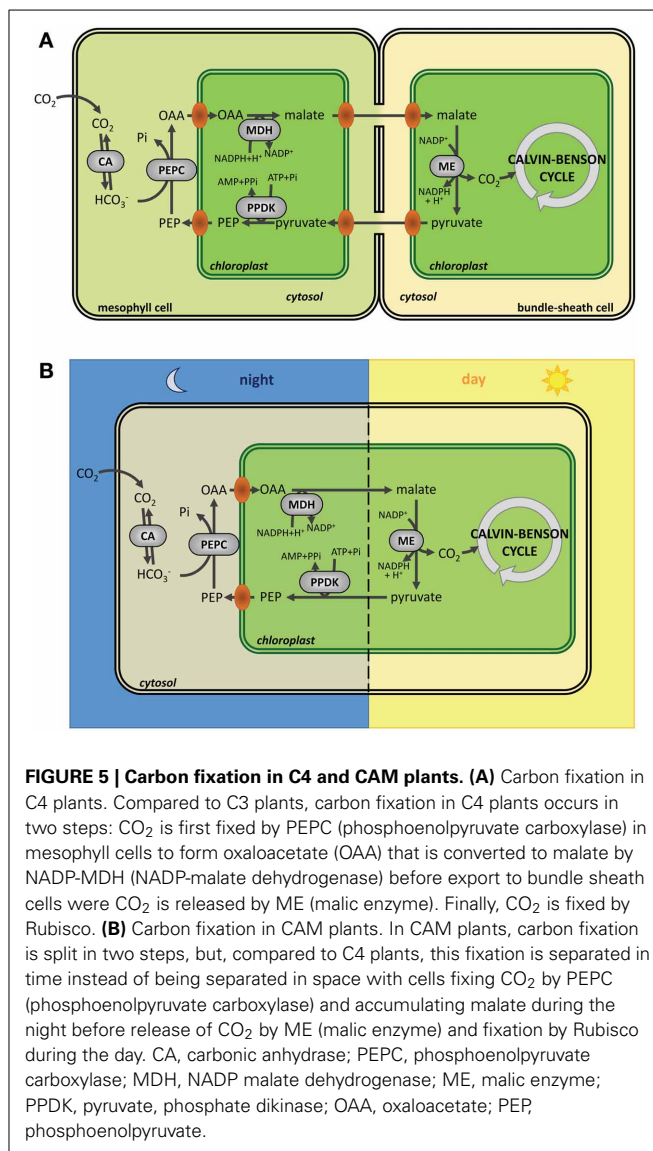 A
CO₂
CO₂
CA
HCO₃⁻
Pi
PEPC
OAA
PEP
OAA
malate
MDH
NADPH+H⁺
NADP⁺
AMP+PPi
ATP+Pi
PPDK
PEP
pyruvate
chloroplast
cytosol
mesophyll cell
malate
NADP⁺
ME
CO₂
NADPH
+ H⁺
pyruvate
CALVIN-BENSON
CYCLE
chloroplast
cytosol
bundle-sheath cell
B
night
day
CO₂
CO₂
CA
HCO₃⁻
Pi
PEPC
OAA
PEP
OAA
malate
MDH
NADPH+H⁺
NADP⁺
AMP+PPi
ATP+Pi
PPDK
PEP
pyruvate
NADP⁺
ME
CO₂
NADPH
+ H⁺
CALVIN-BENSON
CYCLE
chloroplast
cytosol
FIGURE 5 | Carbon fixation in C4 and CAM plants. (A) Carbon fixation in
C4 plants. Compared to C3 plants, carbon fixation in C4 plants occurs in
two steps: CO₂ is first fixed by PEPC (phosphoenolpyruvate carboxylase) in
mesophyll cells to form oxaloacetate (OAA) that is converted to malate by
NADP-MDH (NADP-malate dehydrogenase) before export to bundle sheath
cells were CO₂ is released by ME (malic enzyme). Finally, CO₂ is fixed by
Rubisco. (B) Carbon fixation in CAM plants. In CAM plants, carbon fixation
is split in two steps, but, compared to C4 plants, this fixation is separated in
time instead of being separated in space with cells fixing CO₂ by PEPC
(phosphoenolpyruvate carboxylase) and accumulating malate during the
night before release of CO₂ by ME (malic enzyme) and fixation by Rubisco
during the day. CA, carbonic anhydrase; PEPC, phosphoenolpyruvate
carboxylase; MDH, NADP malate dehydrogenase; ME, malic enzyme;
PPDK, pyruvate, phosphate dikinase; OAA, oxaloacetate; PEP,
phosphoenolpyruvate.